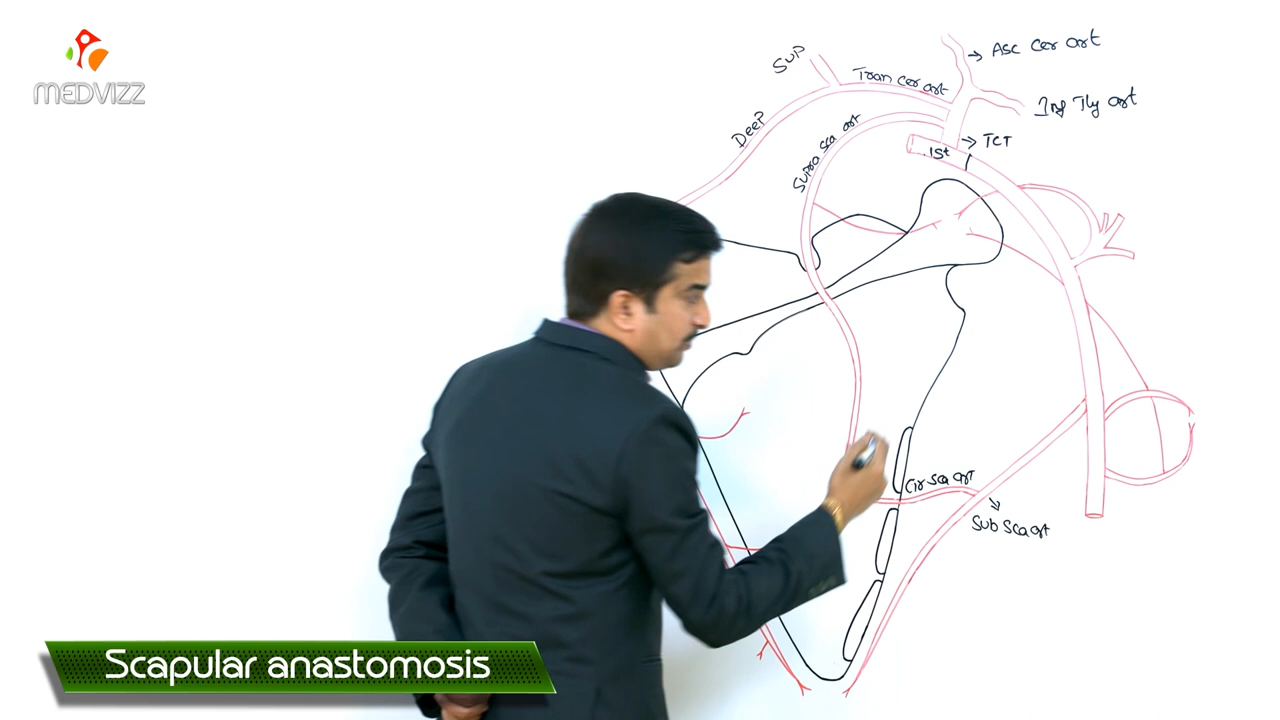 MEDVIZZ
Asc cer art
SUP
Tran cer art
Inf Thy art
DeeP
Supra sca art
TCT
1st
Cir sca art
Sub Sca art
Scapular anastomosis